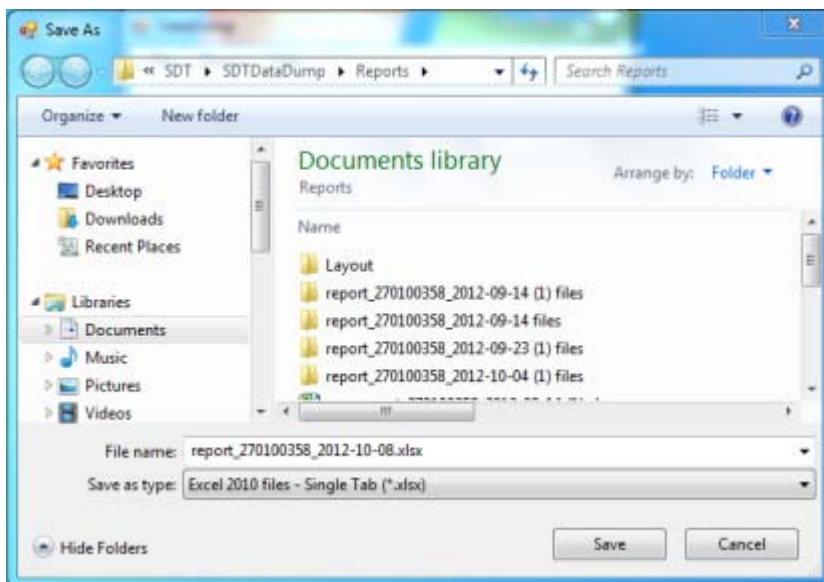 Save As
« SDT ▸ SDTDataDump ▸ Reports ▸
Search Reports
Organize
New folder
Favorites
Desktop
Downloads
Recent Places
Libraries
Documents
Music
Pictures
Videos
Documents library
Reports
Arrange by: Folder
Name
Layout
report_270100358_2012-09-14 (1) files
report_270100358_2012-09-14 files
report_270100358_2012-09-23 (1) files
report_270100358_2012-10-04 (1) files
File name: report_270100358_2012-10-08.xlsx
Save as type: Excel 2010 files - Single Tab (*.xlsx)
Hide Folders
Save
Cancel